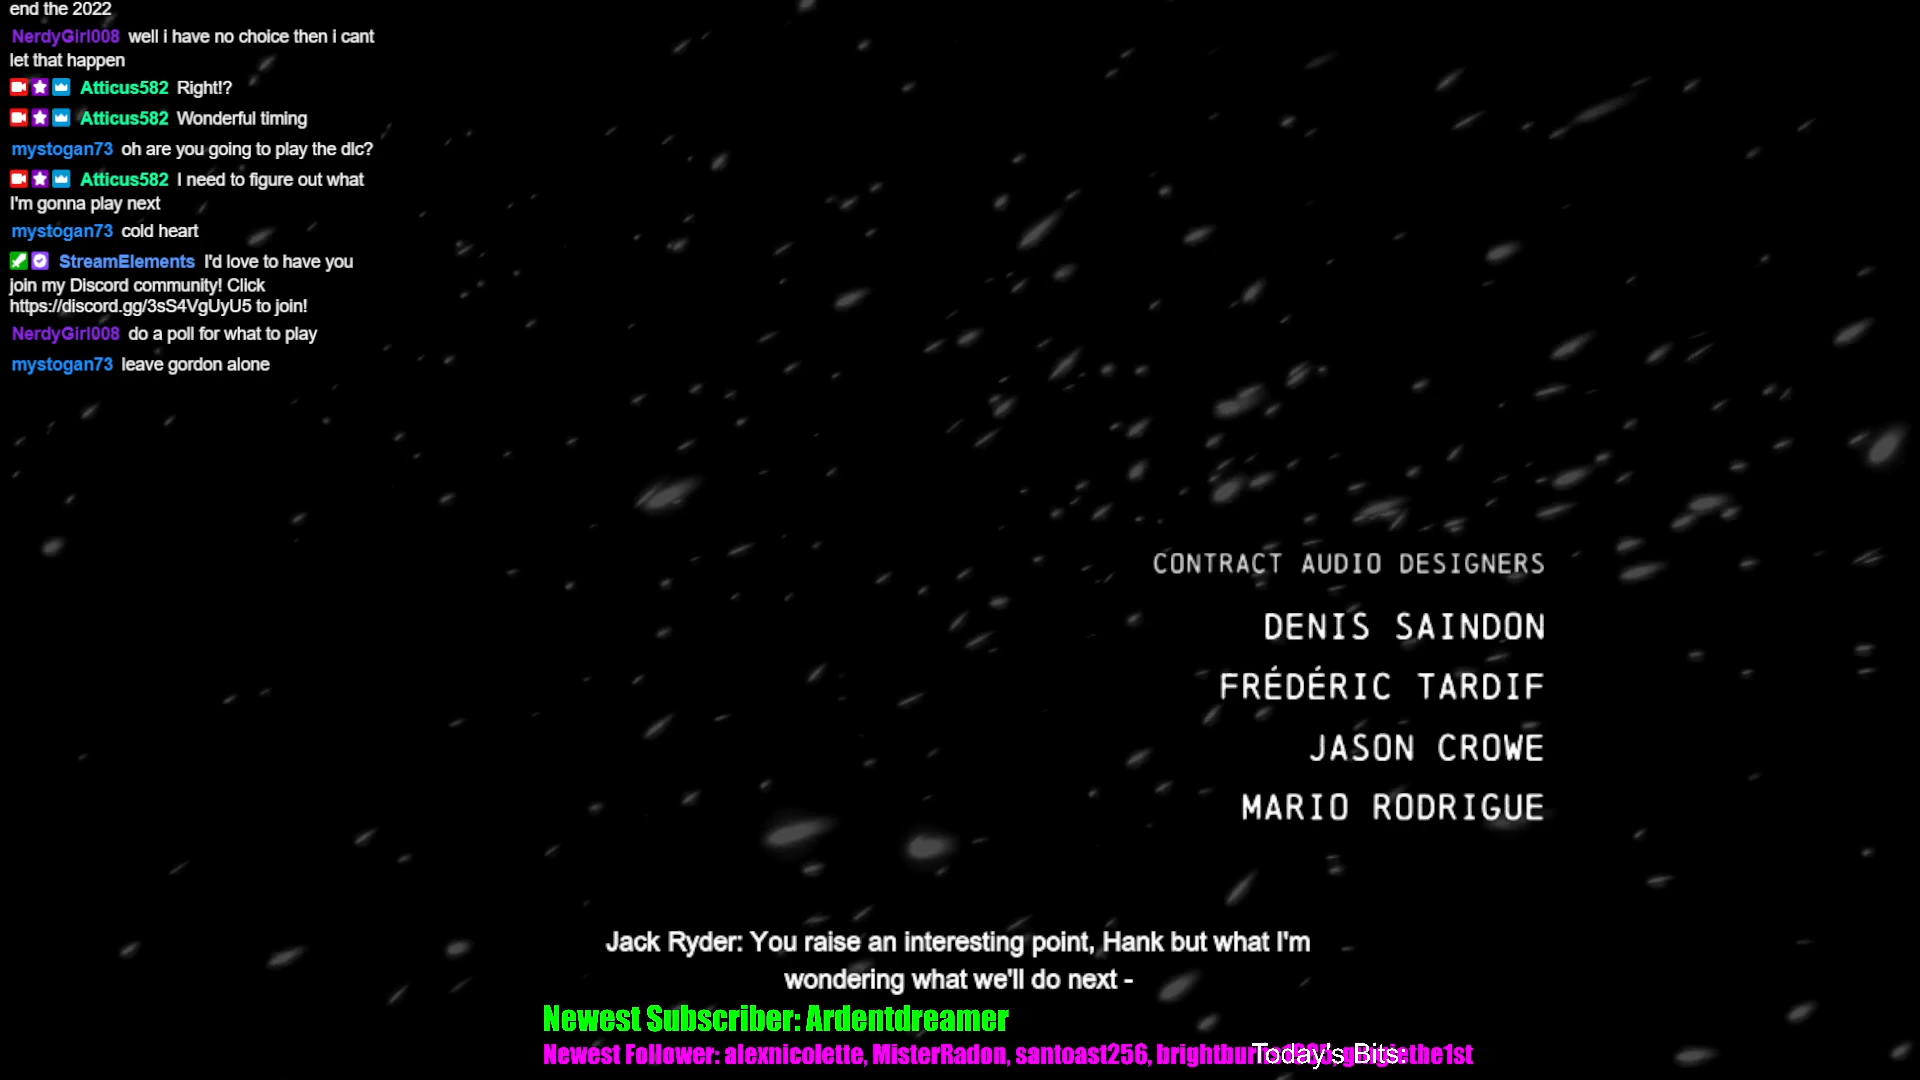 end the 2022
NerdyGirl008 well i have no choice then i cant
let that happen
Atticus582 Right!?
Atticus582 Wonderful timing
mystogan73 oh are you going to play the dlc?
Atticus582 I need to figure out what
I'm gonna play next
mystogan73 cold heart
StreamElements I'd love to have you
join my Discord community! Click
https://discord.gg/3sS4VgUyU5 to join!
NerdyGirl008 do a poll for what to play
mystogan73 leave gordon alone
CONTRACT AUDIO DESIGNERS
DENIS SAINDON
FRÉDÉRIC TARDIF
JASON CROWE
MARIO RODRIGUE
Jack Ryder: You raise an interesting point, Hank but what I'm
wondering what we'll do next -
Newest Subscriber: Ardentdreamer
Newest Follower: alexnicolette, MisterRadon, santoast256,
Today's Bits: